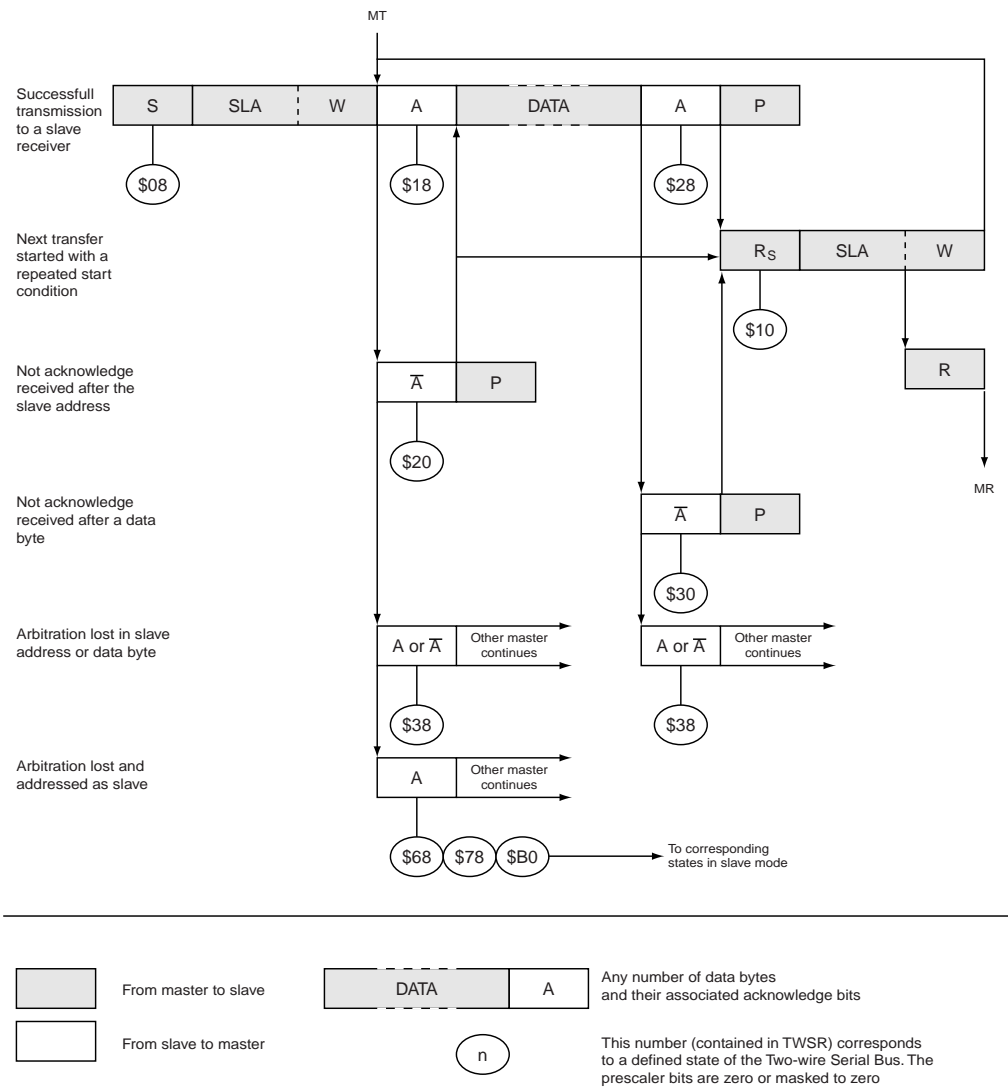 MT
Successfull
transmission
to a slave
receiver
S SLA W A DATA A P
$08 $18 $28
Next transfer
started with a
repeated start
condition
RS SLA W
$10
Not acknowledge
received after the
slave address
A̅ P
R
$20
MR
Not acknowledge
received after a data
byte
A̅ P
$30
Arbitration lost in slave
address or data byte
A or A̅ Other master
continues
A or A̅ Other master
continues
$38 $38
Arbitration lost and
addressed as slave
A Other master
continues
$68 $78 $B0 To corresponding
states in slave mode
From master to slave
DATA A
Any number of data bytes
and their associated acknowledge bits
From slave to master
n
This number (contained in TWSR) corresponds
to a defined state of the Two-wire Serial Bus. The
prescaler bits are zero or masked to zero